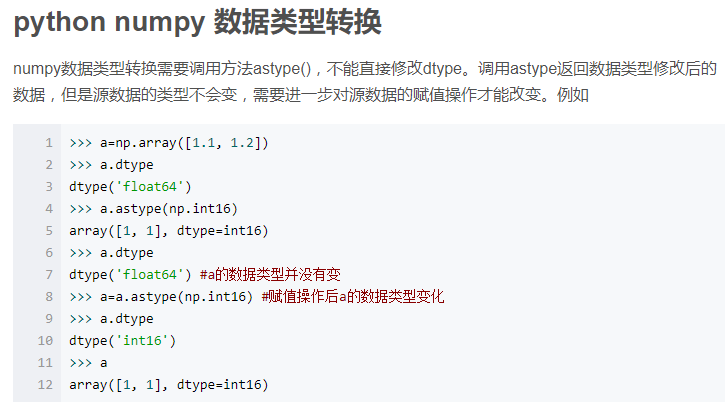 python numpy 数据类型转换
numpy数据类型转换需要调用方法astype()，不能直接修改dtype。调用astype返回数据类型修改后的
数据，但是源数据的类型不会变，需要进一步对源数据的赋值操作才能改变。例如
1 >>> a=np.array([1.1, 1.2])
2 >>> a.dtype
3 dtype('float64')
4 >>> a.astype(np.int16)
5 array([1, 1], dtype=int16)
6 >>> a.dtype
7 dtype('float64') #a的数据类型并没有变
8 >>> a=a.astype(np.int16) #赋值操作后a的数据类型变化
9 >>> a.dtype
10 dtype('int16')
11 >>> a
12 array([1, 1], dtype=int16)